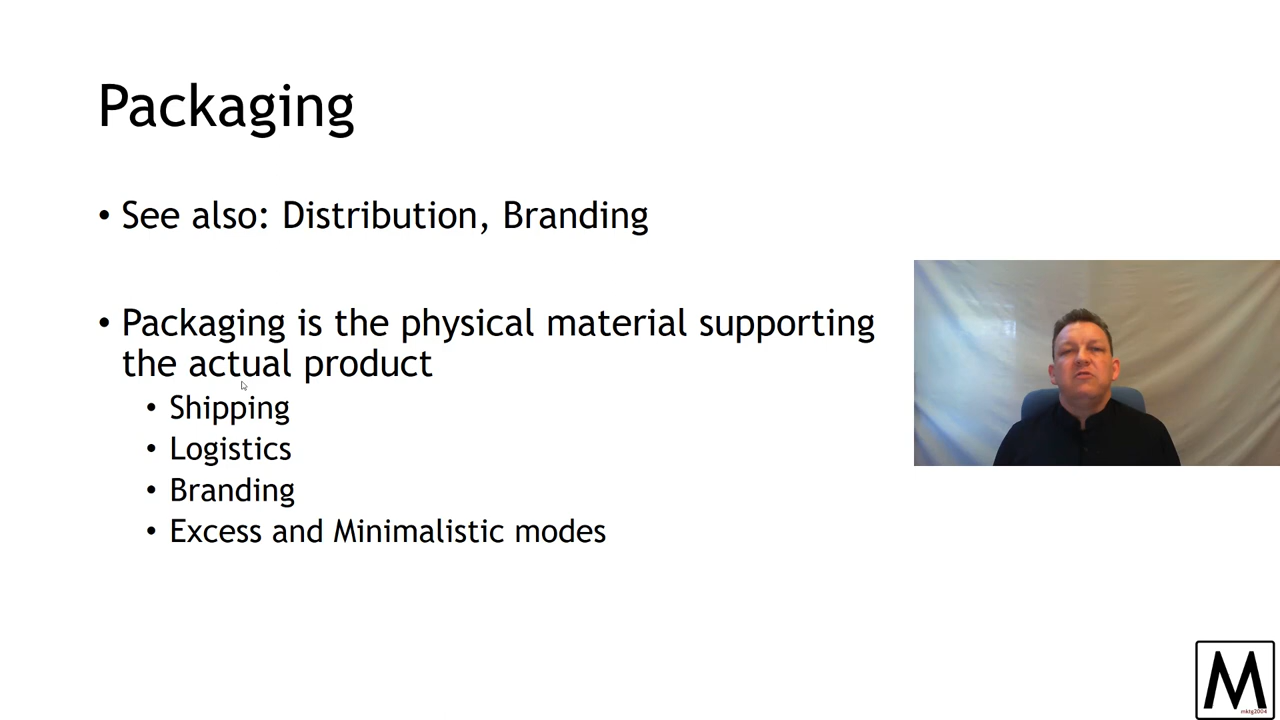 Packaging
• See also: Distribution, Branding
• Packaging is the physical material supporting
the actual product
• Shipping
• Logistics
• Branding
• Excess and Minimalistic modes
M
mktg2004